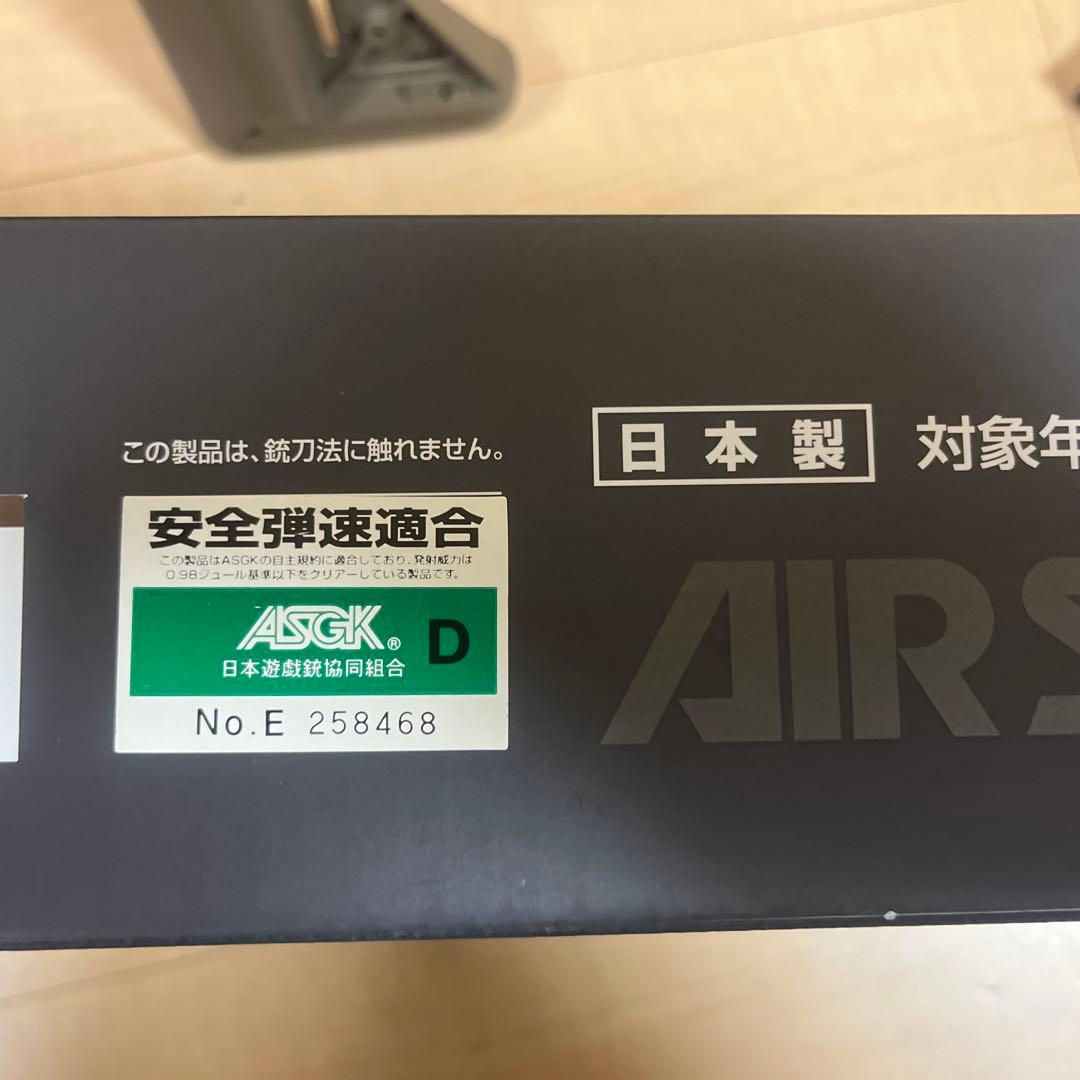 この製品は、銃刀法に触れません。
日本製 対象年
安全弾速適合
この製品はASGKの自主規約に適合しており、発射威力は
0.98ジュール基準以下をクリアーしている製品です。
ASGK® D
日本遊戯銃協同組合
No.E 258468
AIRS